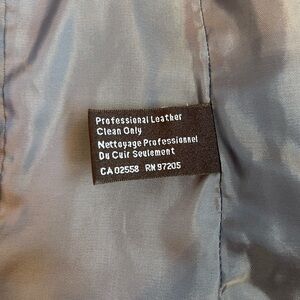 Professional Leather
Clean Only
Nettoyage Professionnel
Du Cuir Seulement
CA 02558 RN 97205